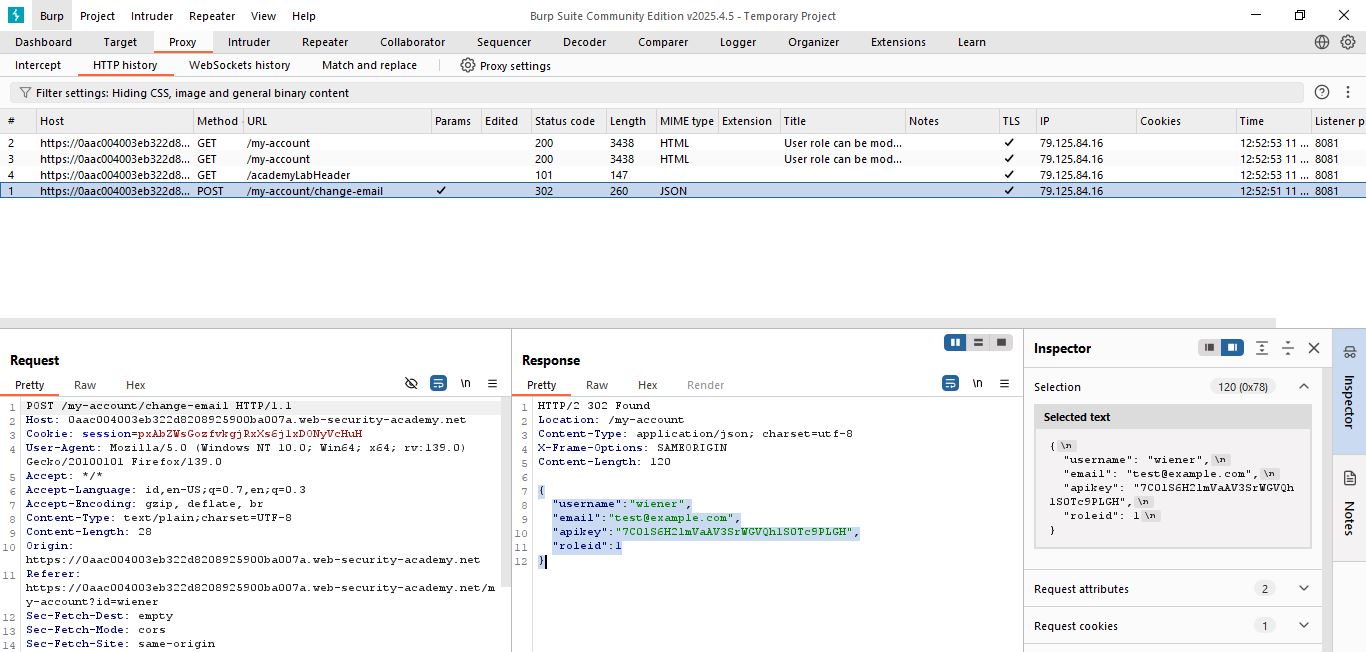 Burp Project Intruder Repeater View Help Burp Suite Community Edition v2025.4.5 - Temporary Project
Dashboard Target Proxy Intruder Repeater Collaborator Sequencer Decoder Comparer Logger Organizer Extensions Learn
Intercept HTTP history WebSockets history Match and replace Proxy settings
Filter settings: Hiding CSS, image and general binary content
# Host Method URL Params Edited Status code Length MIME type Extension Title Notes TLS IP Cookies Time Listener p
2 https://0aac004003eb322d8... GET /my-account 200 3438 HTML User role can be mod... ✓ 79.125.84.16 12:52:53 11 ... 8081
3 https://0aac004003eb322d8... GET /my-account 200 3438 HTML User role can be mod... ✓ 79.125.84.16 12:52:53 11 ... 8081
4 https://0aac004003eb322d8... GET /academyLabHeader 101 147 ✓ 79.125.84.16 12:52:53 11 ... 8081
1 https://0aac004003eb322d8... POST /my-account/change-email ✓ 302 260 JSON ✓ 79.125.84.16 12:52:51 11 ... 8081
Request
Pretty Raw Hex \n
1 POST /my-account/change-email HTTP/1.1
2 Host: 0aac004003eb322d8208925900ba007a.web-security-academy.net
3 Cookie: session=pxAbZWsGozfvkgjRxXs6jlxDONyVcHuH
4 User-Agent: Mozilla/5.0 (Windows NT 10.0; Win64; x64; rv:139.0)
Gecko/20100101 Firefox/139.0
5 Accept: */*
6 Accept-Language: id,en-US;q=0.7,en;q=0.3
7 Accept-Encoding: gzip, deflate, br
8 Content-Type: text/plain;charset=UTF-8
9 Content-Length: 28
10 Origin:
https://0aac004003eb322d8208925900ba007a.web-security-academy.net
11 Referer:
https://0aac004003eb322d8208925900ba007a.web-security-academy.net/m
y-account?id=wiener
12 Sec-Fetch-Dest: empty
13 Sec-Fetch-Mode: cors
14 Sec-Fetch-Site: same-origin
Response
Pretty Raw Hex Render \n
1 HTTP/2 302 Found
2 Location: /my-account
3 Content-Type: application/json; charset=utf-8
4 X-Frame-Options: SAMEORIGIN
5 Content-Length: 120
6
7 {
8 "username":"wiener",
9 "email":"test@example.com",
10 "apikey":"7CO1S6H2lmVaAV3SrWGVQhlSOTc9PLGH",
11 "roleid":1
12 }
Inspector
Selection 120 (0x78)
Selected text
{ \n
"username": "wiener", \n
"email": "test@example.com", \n
"apikey": "7CO1S6H2lmVaAV3SrWGVQh
lSOTc9PLGH", \n
"roleid": 1 \n
}
Request attributes 2
Request cookies 1
Inspector
Notes